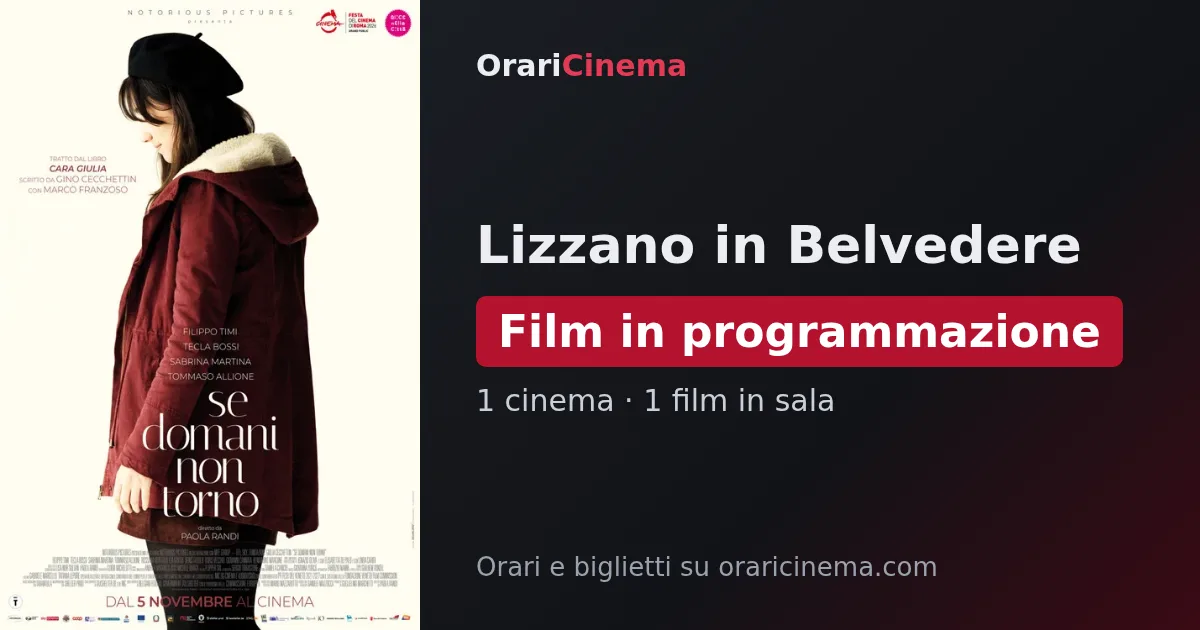 NOTORIOUS PICTURES
presenta
FESTA
DEL CINEMA
DI ROMA 2026
GRAND PUBLIC
TRATTO DAL LIBRO
CARA GIULIA
SCRITTO DA GINO CECCHETTIN
CON MARCO FRANZOSO
FILIPPO TIMI
TECLA BOSSI
SABRINA MARTINA
TOMMASO ALLIONE
se
domani
non
torno
diretto da
PAOLA RANDI
DAL 5 NOVEMBRE AL CINEMA
OrariCinema
Lizzano in Belvedere
Film in programmazione
1 cinema · 1 film in sala
Orari e biglietti su oraricinema.com